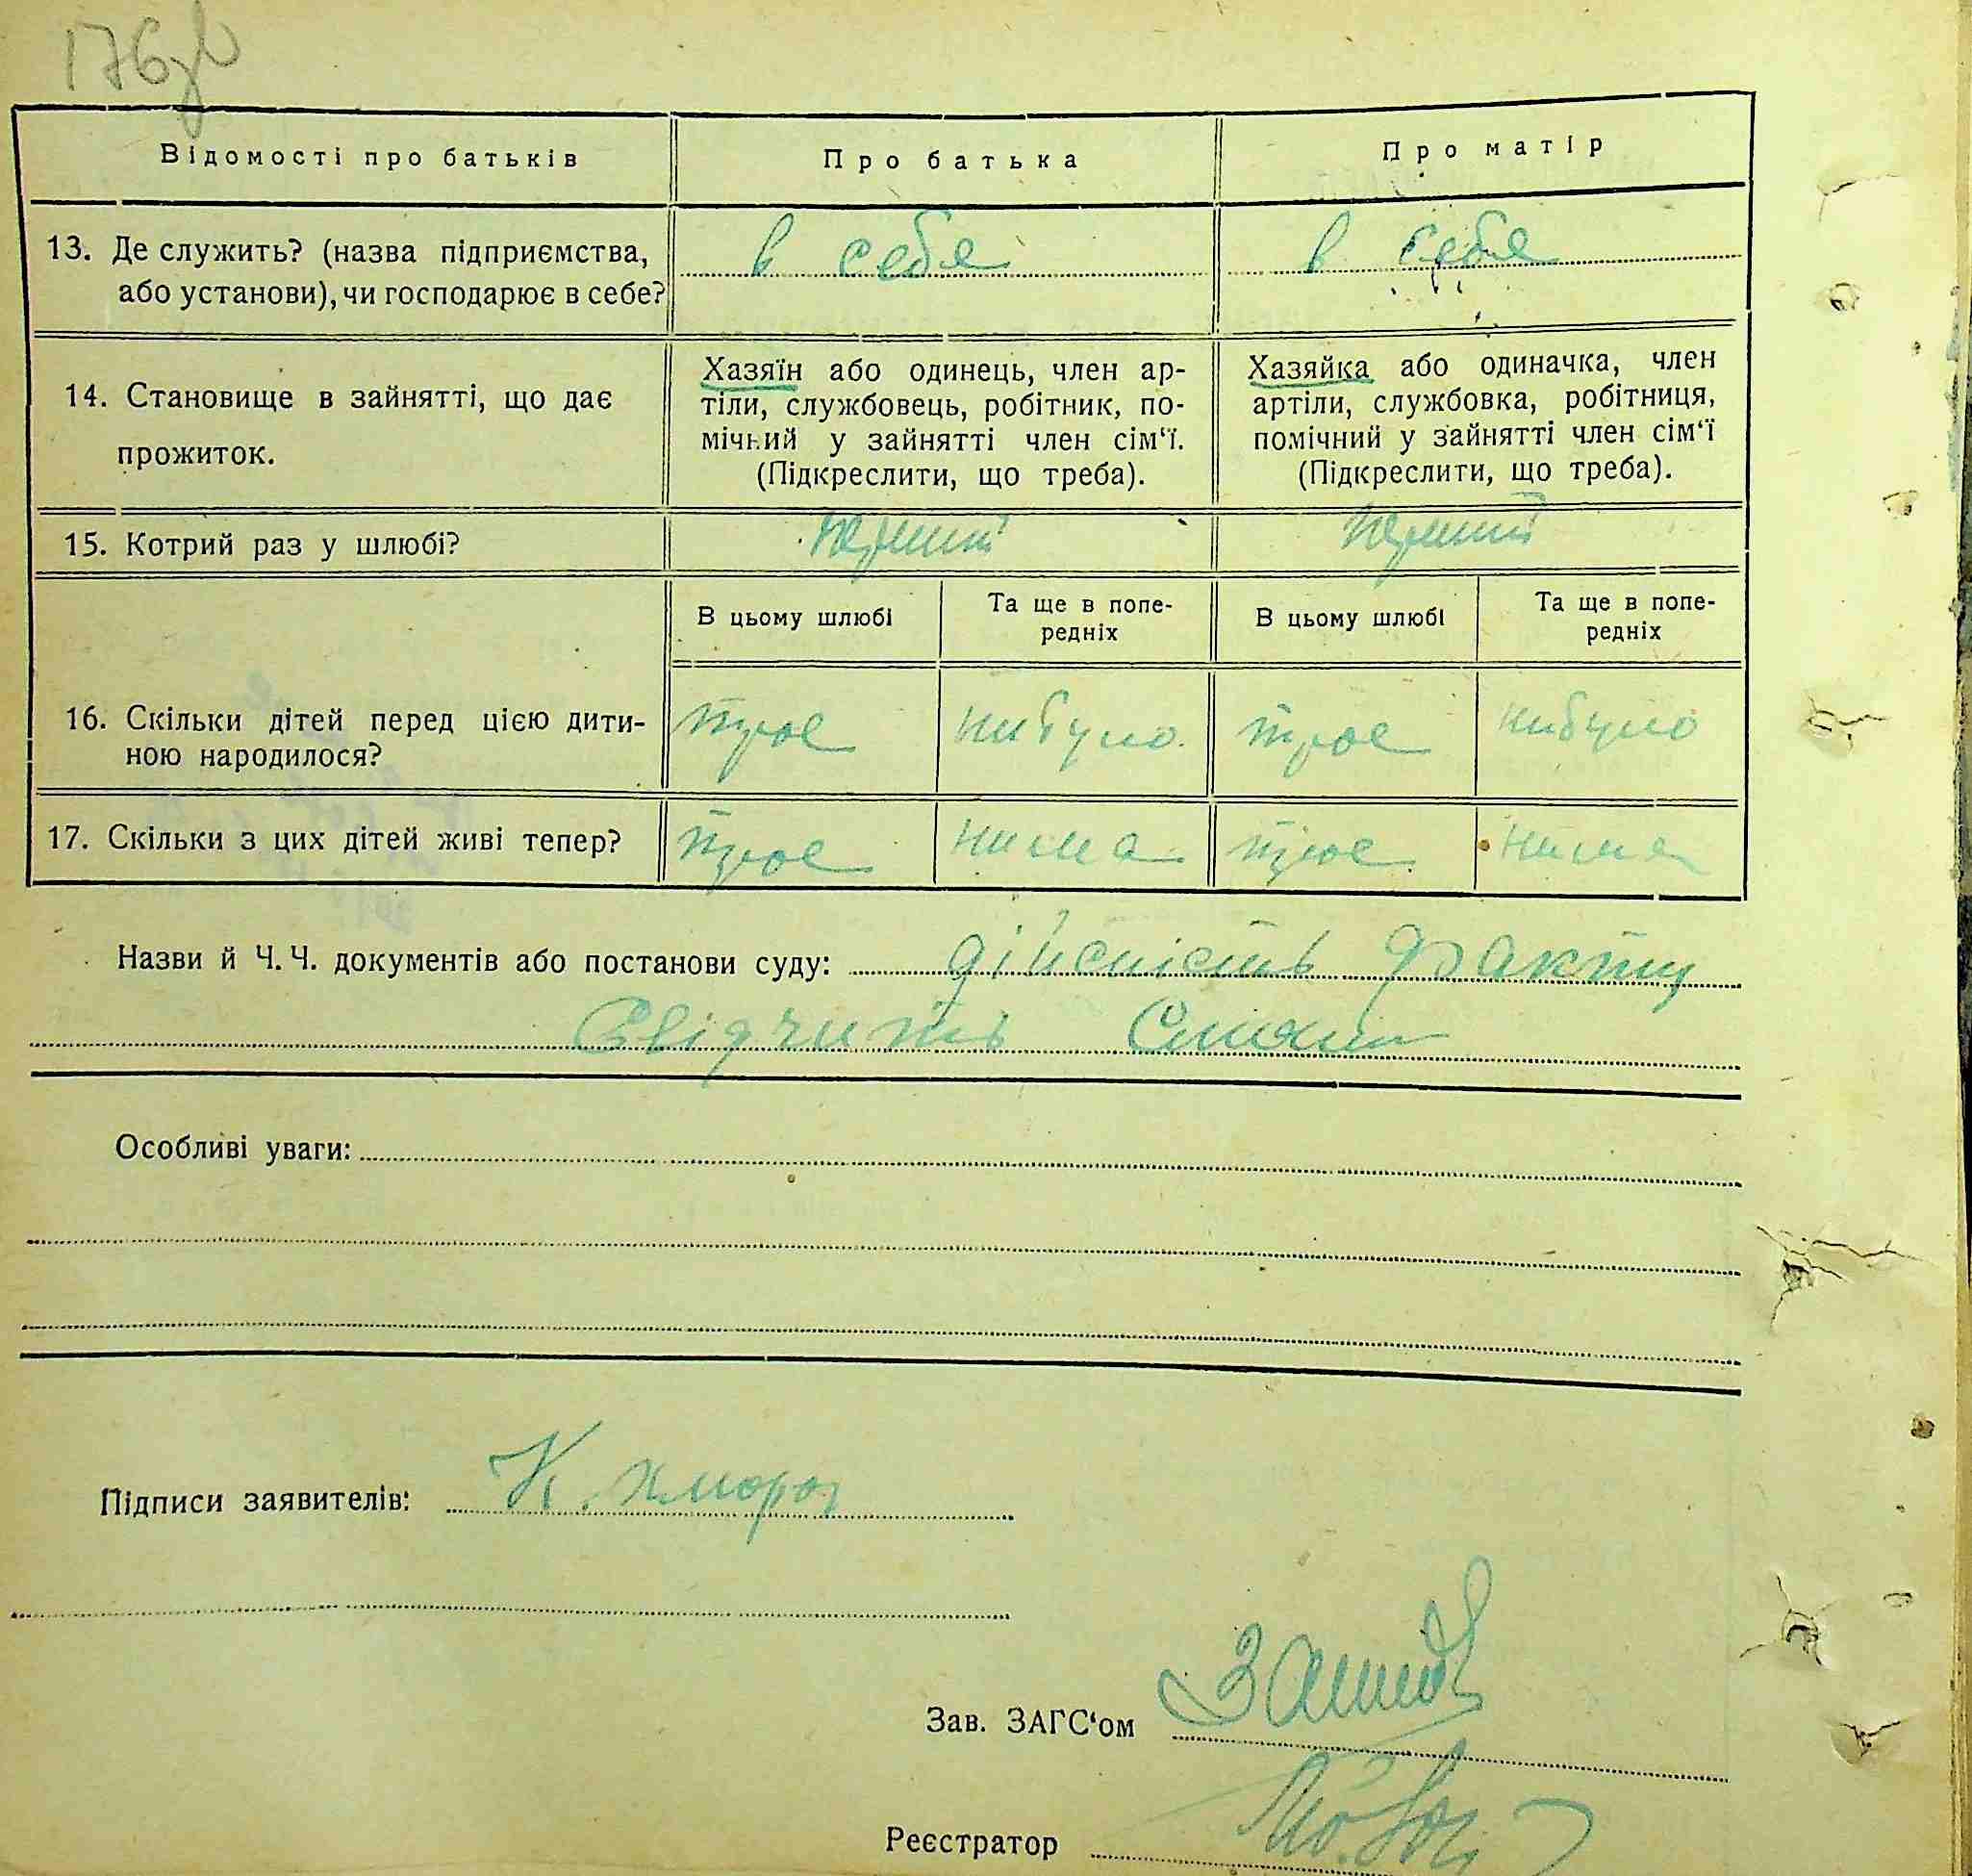 176
Відомості про батьків Про батька Про матір
13. Де служить? (назва підприємства, в себе в себе
або установи), чи господарює в себе?
14. Становище в зайнятті, що дає
прожиток.
Хазяїн або одинець, член ар-
тіли, службовець, робітник, по-
мічний у зайнятті член сім‘ї.
(Підкреслити, що треба).
Хазяйка або одиначка, член
артіли, службовка, робітниця,
помічний у зайнятті член сім‘ї
(Підкреслити, що треба).
15. Котрий раз у шлюбі?
В цьому шлюбі Та ще в попе-
редніх
В цьому шлюбі Та ще в попе-
редніх
16. Скільки дітей перед цією дити-
ною народилося?
трое нибуло трое нибуло
17. Скільки з цих дітей живі тепер? трое нима трое нима
Назви й Ч. Ч. документів або постанови суду: дійсність факту
Свідчить
Особливі уваги:
Підписи заявителів: К.
Зав. ЗАГС‘ом
Реєстратор